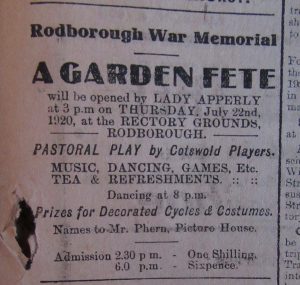 Rodborough War Memorial
A GARDEN FETE
will be opened by LADY APPERLY
at 3 p.m on THURSDAY, July 22nd,
1920, at the RECTORY GROUNDS,
RODBOROUGH.
PASTORAL PLAY by Cotswold Players.
MUSIC, DANCING, GAMES, Etc.
TEA & REFRESHMENTS. :: ::
Dancing at 8 p.m.
Prizes for Decorated Cycles & Costumes.
Names to Mr. Phern, Picture House.
Admission 2.30 p m. - One Shilling.
6.0 p.m. - Sixpence.